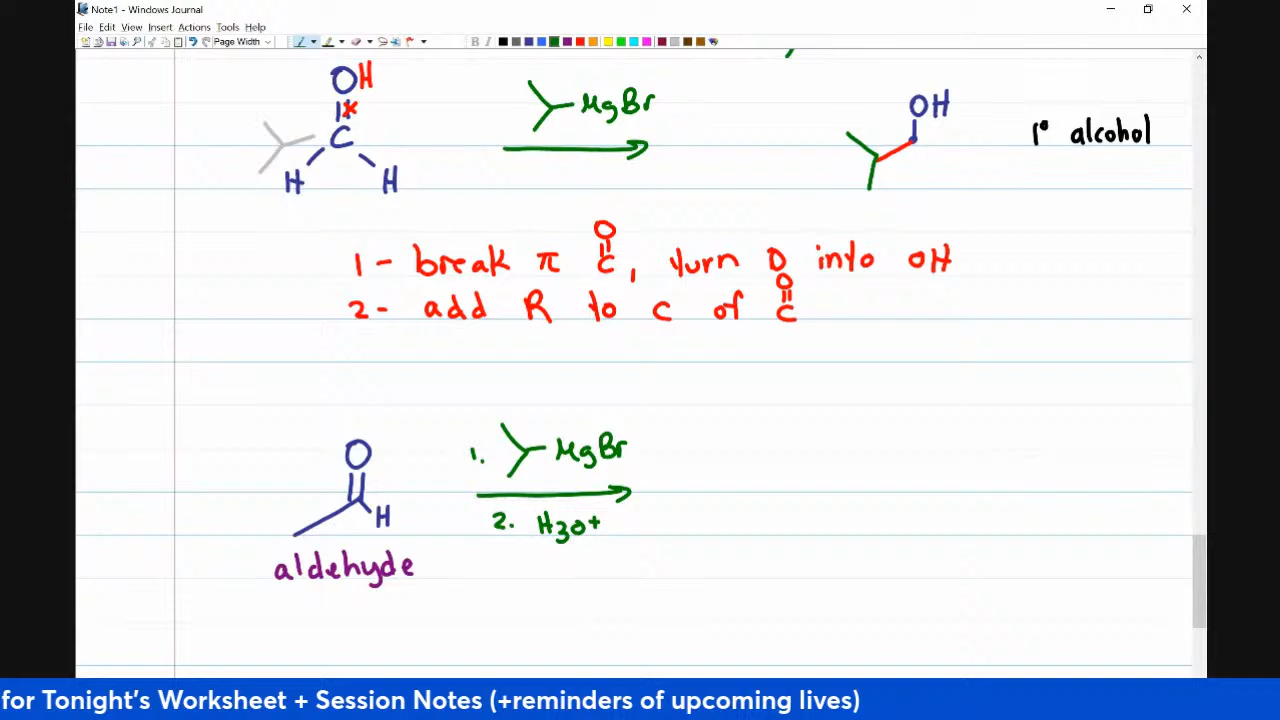 Note1 - Windows Journal
File Edit View Insert Actions Tools Help
Page Width
B I
OH
C
H H
MgBr
OH
1° alcohol
1- break π C=O, turn O into OH
2- add R to C of C=O
O
H
aldehyde
1. MgBr
2. H3O+
for Tonight's Worksheet + Session Notes (+reminders of upcoming lives)